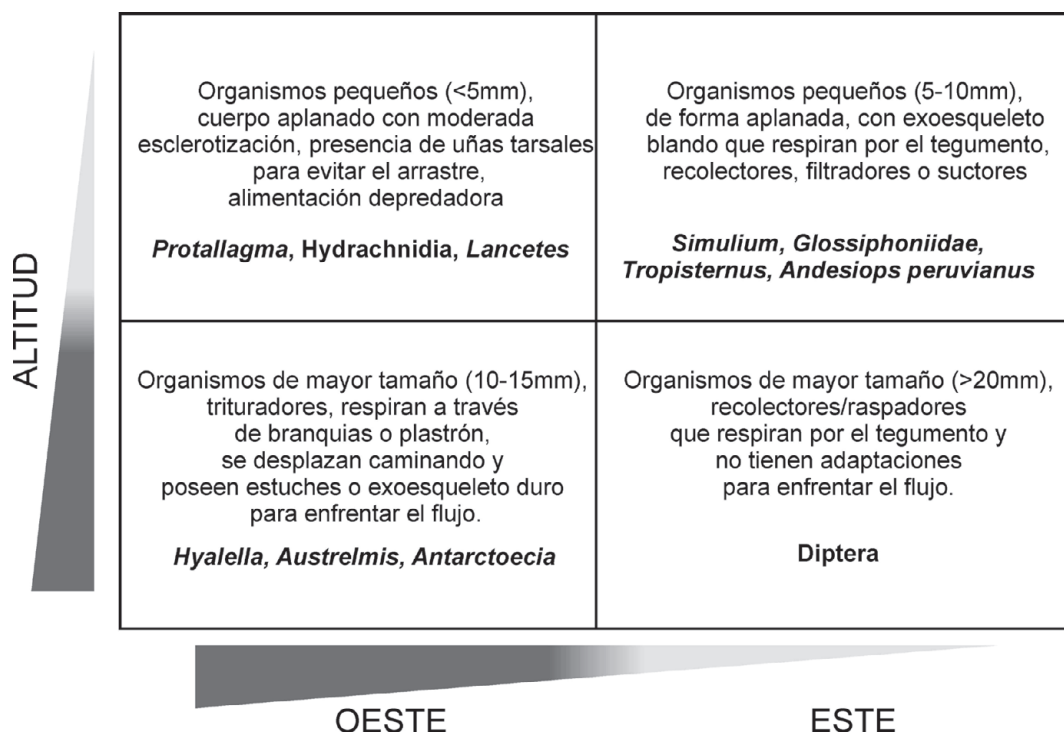 Organismos pequeños (<5mm),
cuerpo aplanado con moderada
esclerotización, presencia de uñas tarsales
para evitar el arrastre,
alimentación depredadora
Protallagma, Hydrachnidia, Lancetes
Organismos pequeños (5-10mm),
de forma aplanada, con exoesqueleto
blando que respiran por el tegumento,
recolectores, filtradores o suctores
Simulium, Glossiphoniidae,
Tropisternus, Andesiops peruvianus
ALTITUD
Organismos de mayor tamaño (10-15mm),
trituradores, respiran a través
de branquias o plastrón,
se desplazan caminando y
poseen estuches o exoesqueleto duro
para enfrentar el flujo.
Hyalella, Austrelmis, Antarctoecia
Organismos de mayor tamaño (>20mm),
recolectores/raspadores
que respiran por el tegumento y
no tienen adaptaciones
para enfrentar el flujo.
Diptera
OESTE
ESTE